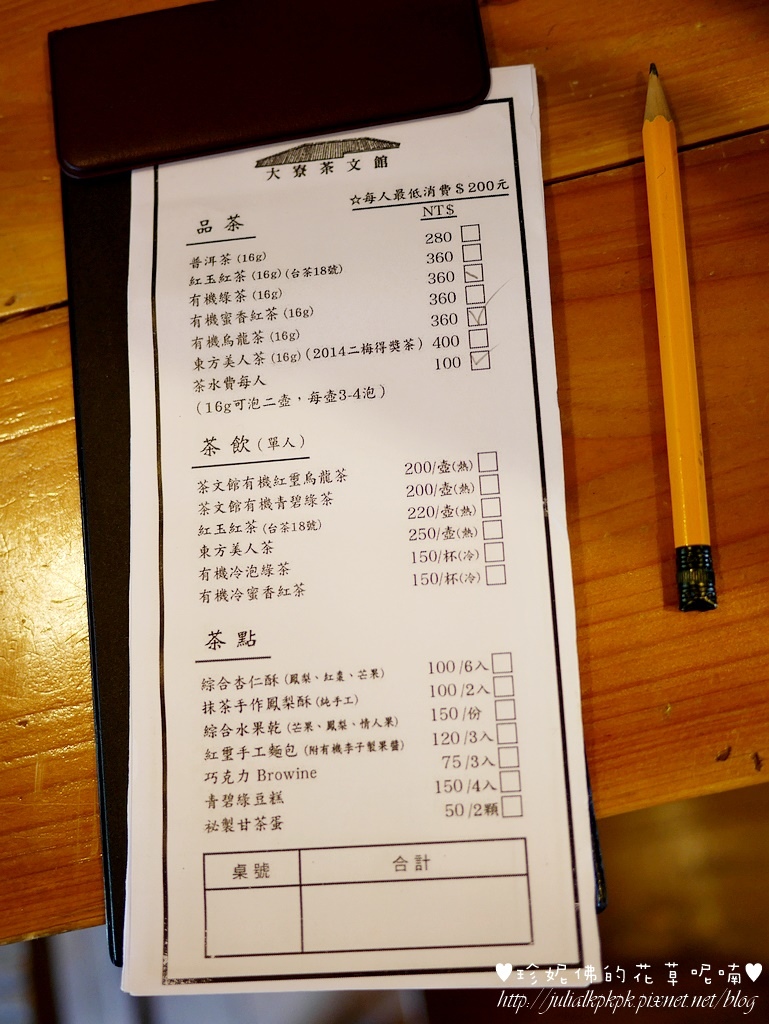 大寮茶文館
☆每人最低消費$200元
品茶 NT$
普洱茶 (16g) 280
紅玉紅茶 (16g) (台茶18號) 360
有機綠茶 (16g) 360
有機蜜香紅茶 (16g) 360
有機烏龍茶 (16g) 360
東方美人茶 (16g) (2014二梅得獎茶) 400
茶水費每人 100
(16g可泡二壺,每壺3-4泡)
茶飲 (單人)
茶文館有機紅璽烏龍茶 200/壺(熱)
茶文館有機青碧綠茶 200/壺(熱)
紅玉紅茶 (台茶18號) 220/壺(熱)
東方美人茶 250/壺(熱)
有機冷泡綠茶 150/杯(冷)
有機冷蜜香紅茶 150/杯(冷)
茶點
綜合杏仁酥 (鳳梨、紅棗、芒果) 100/6入
抹茶手作鳳梨酥 (純手工) 100/2入
綜合水果乾 (芒果、鳳梨、情人果) 150/份
紅璽手工麵包 (附有機李子製果醬) 120/3入
巧克力 Browine 75/3入
青碧綠豆糕 150/4入
祕製甘茶蛋 50/2顆
桌號 合計
♥珍妮佛的花草呢喃♥
http://julialkpkpk.pixnet.net/blog